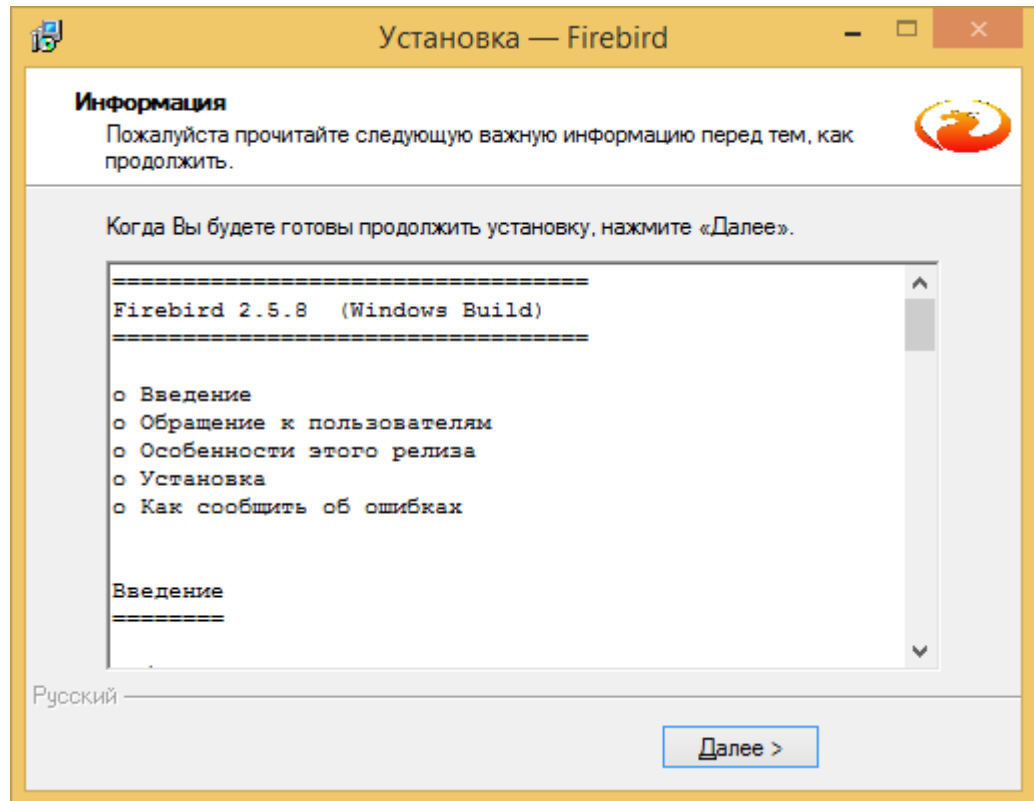 Установка — Firebird
Информация
Пожалуйста прочитайте следующую важную информацию перед тем, как
продолжить.
Когда Вы будете готовы продолжить установку, нажмите «Далее».
==================================
Firebird 2.5.8  (Windows Build)
==================================
o Введение
o Обращение к пользователям
o Особенности этого релиза
o Установка
o Как сообщить об ошибках
Введение
========
Русский
Далее >